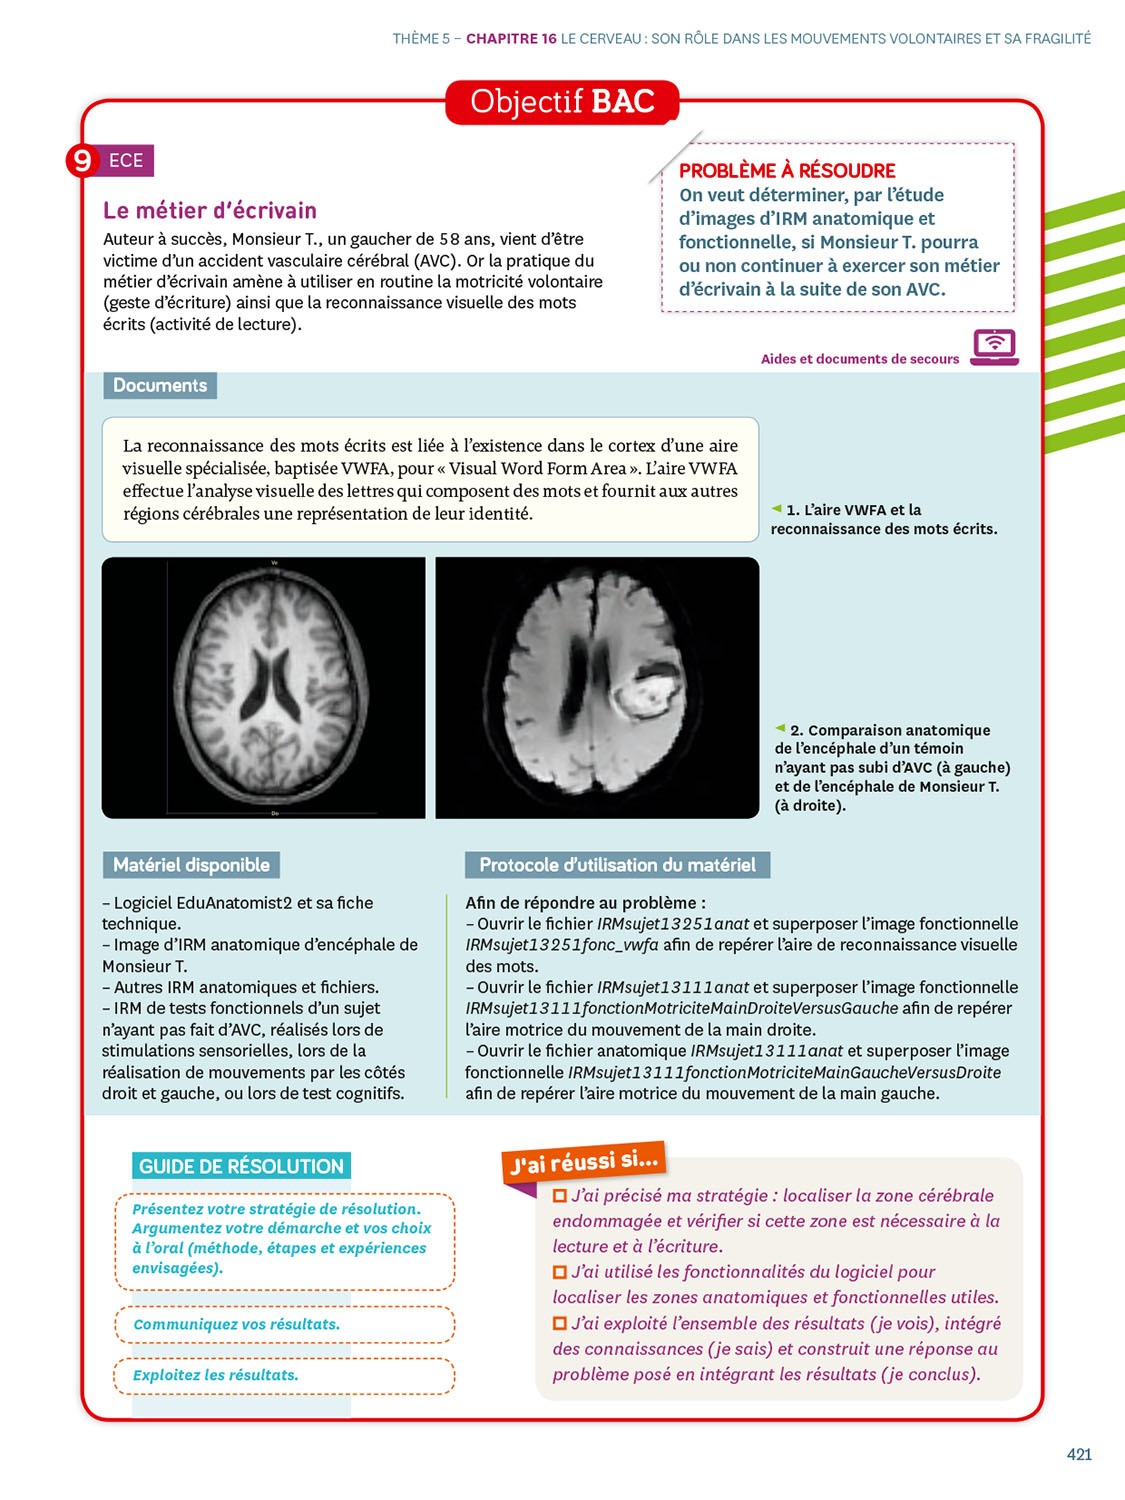 THÈME 5 – CHAPITRE 16 LE CERVEAU : SON RÔLE DANS LES MOUVEMENTS VOLONTAIRES ET SA FRAGILITÉ
Objectif BAC
9 ECE
Le métier d'écrivain
Auteur à succès, Monsieur T., un gaucher de 58 ans, vient d'être
victime d'un accident vasculaire cérébral (AVC). Or la pratique du
métier d'écrivain amène à utiliser en routine la motricité volontaire
(geste d'écriture) ainsi que la reconnaissance visuelle des mots
écrits (activité de lecture).
PROBLÈME À RÉSOUDRE
On veut déterminer, par l'étude
d'images d'IRM anatomique et
fonctionnelle, si Monsieur T. pourra
ou non continuer à exercer son métier
d'écrivain à la suite de son AVC.
Aides et documents de secours
Documents
La reconnaissance des mots écrits est liée à l'existence dans le cortex d'une aire
visuelle spécialisée, baptisée VWFA, pour « Visual Word Form Area ». L'aire VWFA
effectue l'analyse visuelle des lettres qui composent des mots et fournit aux autres
régions cérébrales une représentation de leur identité.
1. L'aire VWFA et la
reconnaissance des mots écrits.
Ve
Do
2. Comparaison anatomique
de l'encéphale d'un témoin
n'ayant pas subi d'AVC (à gauche)
et de l'encéphale de Monsieur T.
(à droite).
Matériel disponible
– Logiciel EduAnatomist2 et sa fiche
technique.
– Image d'IRM anatomique d'encéphale de
Monsieur T.
– Autres IRM anatomiques et fichiers.
– IRM de tests fonctionnels d'un sujet
n'ayant pas fait d'AVC, réalisés lors de
stimulations sensorielles, lors de la
réalisation de mouvements par les côtés
droit et gauche, ou lors de test cognitifs.
Protocole d'utilisation du matériel
Afin de répondre au problème :
– Ouvrir le fichier IRMsujet13251anat et superposer l'image fonctionnelle
IRMsujet13251fonc_vwfa afin de repérer l'aire de reconnaissance visuelle
des mots.
– Ouvrir le fichier IRMsujet13111anat et superposer l'image fonctionnelle
IRMsujet13111fonctionMotriciteMainDroiteVersusGauche afin de repérer
l'aire motrice du mouvement de la main droite.
– Ouvrir le fichier anatomique IRMsujet13111anat et superposer l'image
fonctionnelle IRMsujet13111fonctionMotriciteMainGaucheVersusDroite
afin de repérer l'aire motrice du mouvement de la main gauche.
GUIDE DE RÉSOLUTION
Présentez votre stratégie de résolution.
Argumentez votre démarche et vos choix
à l'oral (méthode, étapes et expériences
envisagées).
Communiquez vos résultats.
Exploitez les résultats.
J'ai réussi si...
J'ai précisé ma stratégie : localiser la zone cérébrale
endommagée et vérifier si cette zone est nécessaire à la
lecture et à l'écriture.
J'ai utilisé les fonctionnalités du logiciel pour
localiser les zones anatomiques et fonctionnelles utiles.
J'ai exploité l'ensemble des résultats (je vois), intégré
des connaissances (je sais) et construit une réponse au
problème posé en intégrant les résultats (je conclus).
421